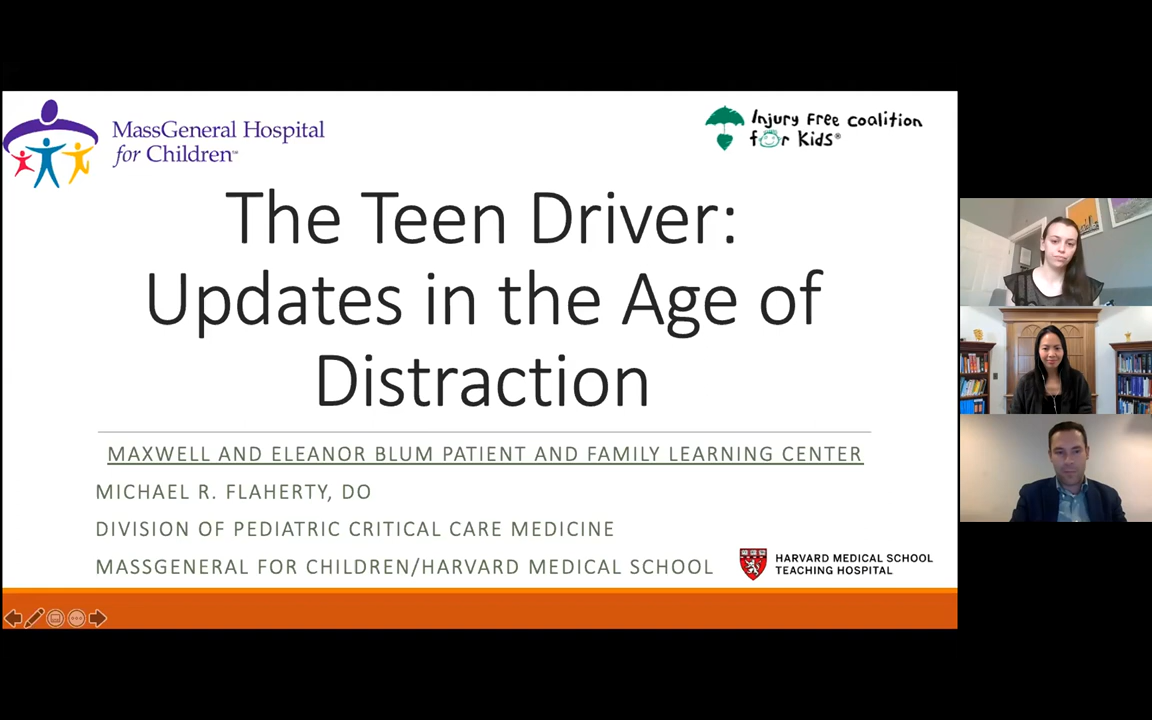 MassGeneral Hospital
for Children™
Injury Free Coalition
for Kids®
The Teen Driver:
Updates in the Age of
Distraction
MAXWELL AND ELEANOR BLUM PATIENT AND FAMILY LEARNING CENTER
MICHAEL R. FLAHERTY, DO
DIVISION OF PEDIATRIC CRITICAL CARE MEDICINE
MASSGENERAL FOR CHILDREN/HARVARD MEDICAL SCHOOL
HARVARD MEDICAL SCHOOL
TEACHING HOSPITAL